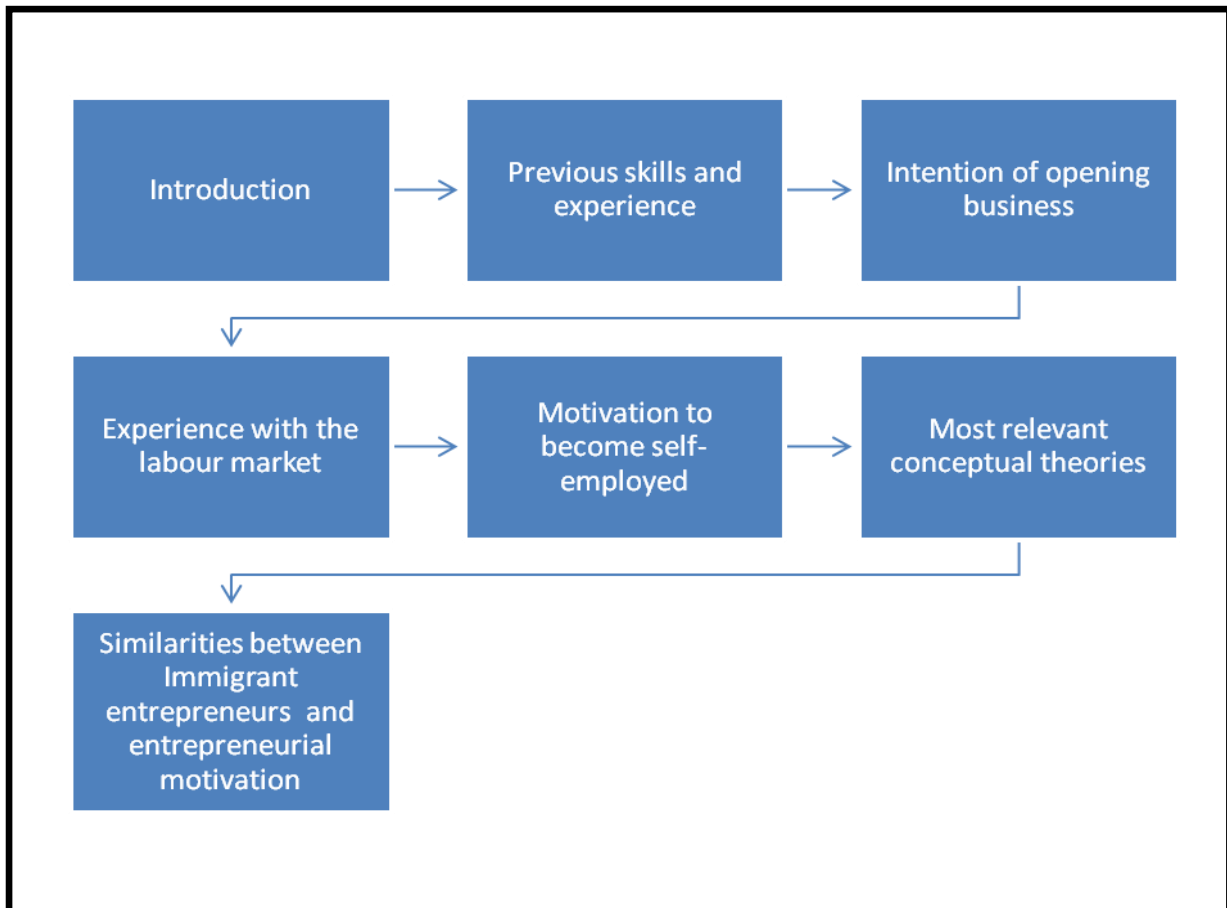 Introduction
Previous skills and
experience
Intention of opening
business
Experience with the
labour market
Motivation to
become self-
employed
Most relevant
conceptual theories
Similarities between
Immigrant
entrepreneurs  and
entrepreneurial
motivation